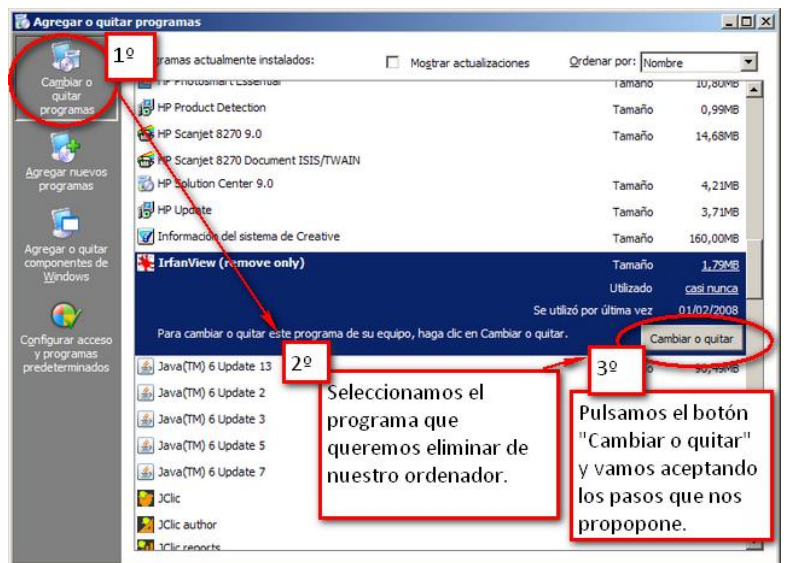 Agregar o quitar programas
1º
ramas actualmente instalados:
Mostrar actualizaciones
Ordenar por: Nombre
Cambiar o
quitar
programas
HP Photosmart Essential Tamaño 10,80MB
HP Product Detection Tamaño 0,99MB
HP Scanjet 8270 9.0 Tamaño 14,68MB
HP Scanjet 8270 Document ISIS/TWAIN
Agregar nuevos
programas
HP Solution Center 9.0 Tamaño 4,21MB
HP Update Tamaño 3,71MB
Información del sistema de Creative Tamaño 160,00MB
Agregar o quitar
componentes de
Windows
IrfanView (remove only) Tamaño 1,79MB
Utilizado casi nunca
Se utilizó por última vez 01/02/2008
Para cambiar o quitar este programa de su equipo, haga clic en Cambiar o quitar.
Cambiar o quitar
Configurar acceso
y programas
predeterminados
Java(TM) 6 Update 13 90,49MB
Java(TM) 6 Update 2
Java(TM) 6 Update 3
Java(TM) 6 Update 5
Java(TM) 6 Update 7
JClic
JClic author
JClic reports
2º
Seleccionamos el
programa que
queremos eliminar de
nuestro ordenador.
3º
Pulsamos el botón
"Cambiar o quitar"
y vamos aceptando
los pasos que nos
propopone.